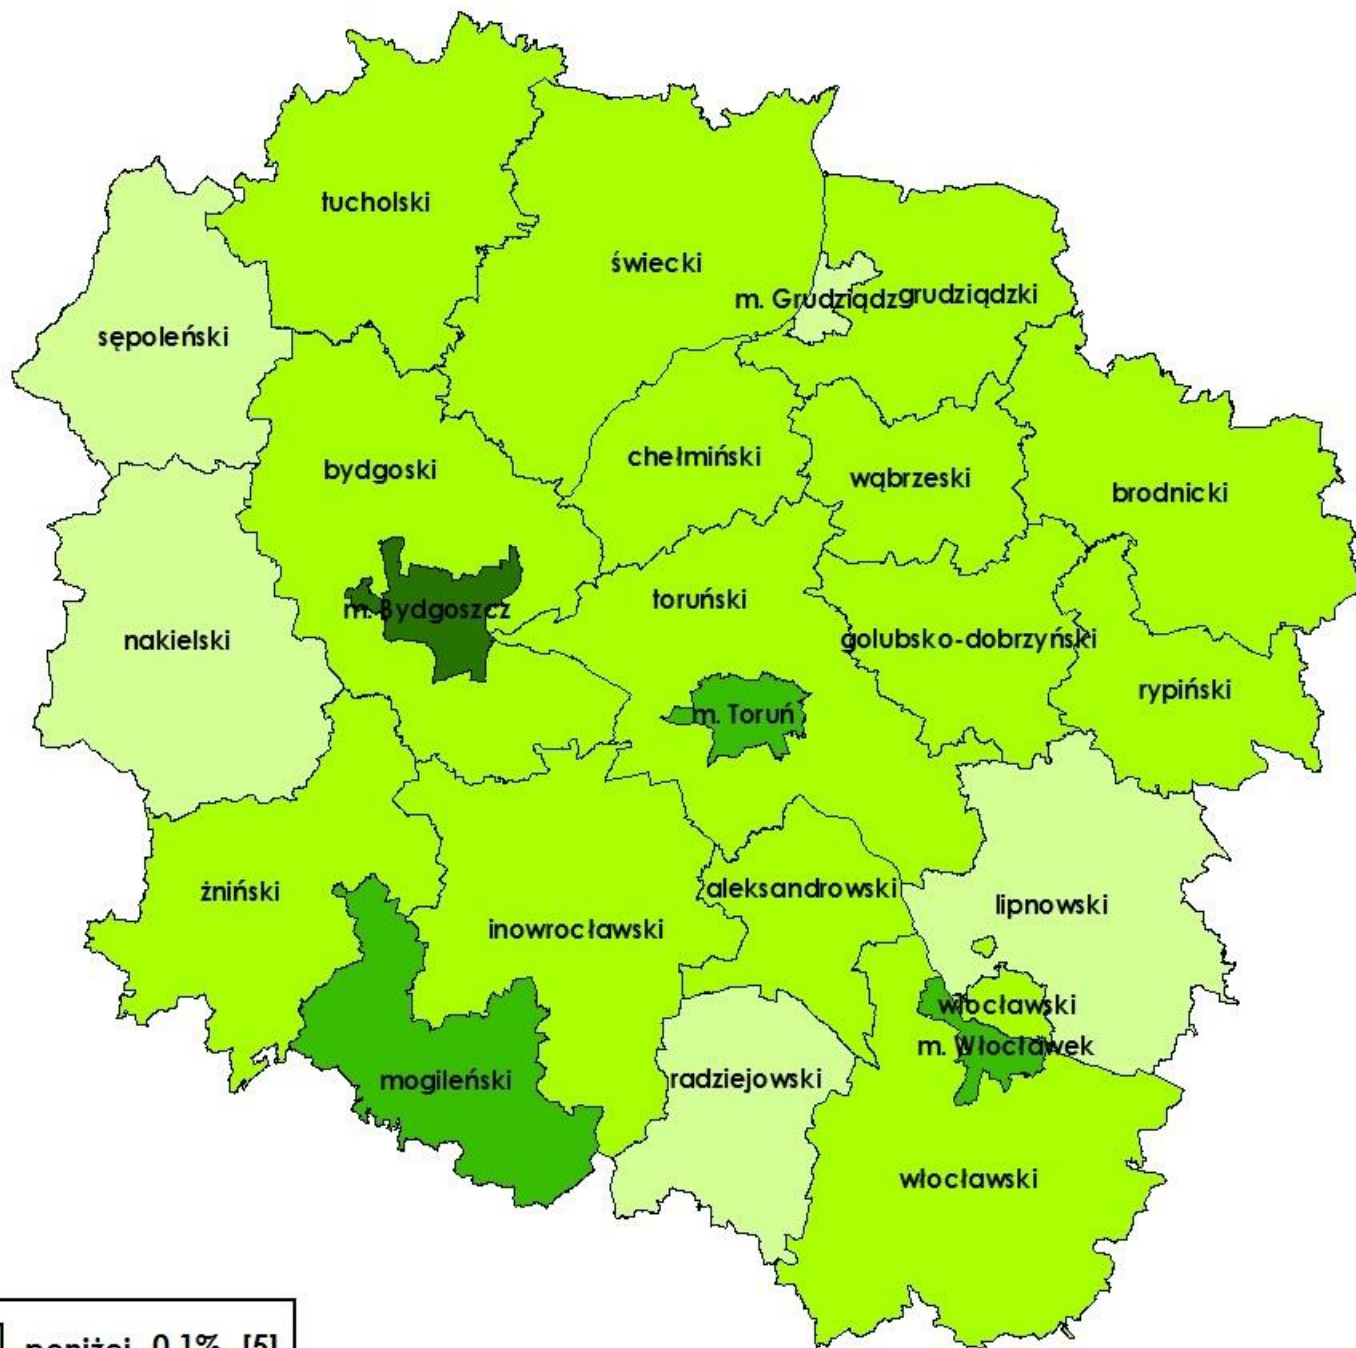 tucholski
świecki
m. Grudziądz
grudziądzki
sępoleński
bydgoski
chełmiński
wąbrzeski
brodnicki
m. Bydgoszcz
toruński
nakielski
golubsko-dobrzyński
rypiński
m. Toruń
żniński
aleksandrowski
lipnowski
inowrocławski
włocławski
m. Włocławek
mogileński
radziejowski
włocławski
poniżej 0,1% [5]